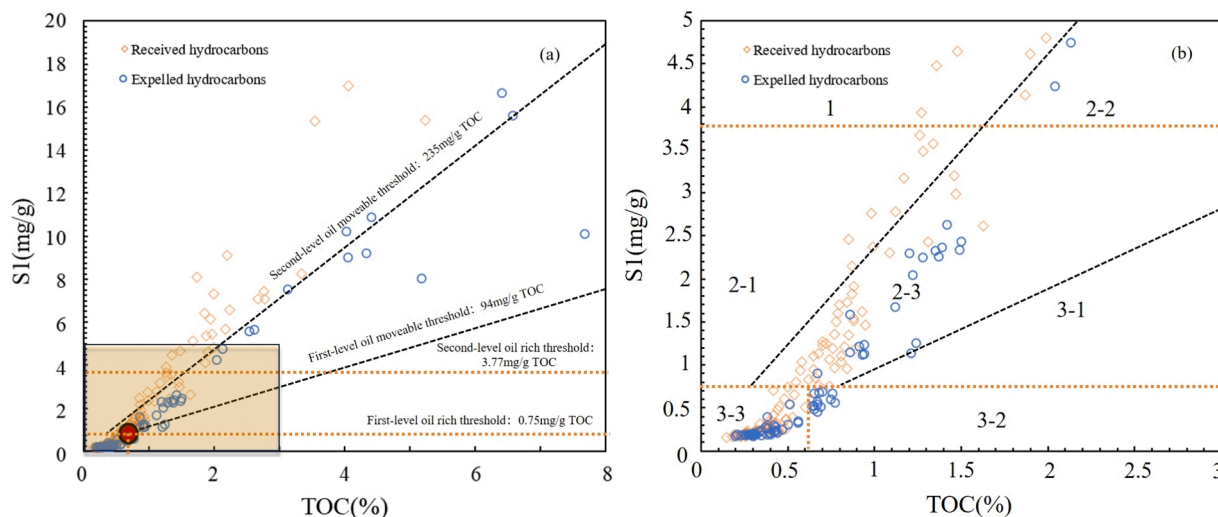 20
18
16
14
12
10
8
6
4
2
0
S1(mg/g)
Received hydrocarbons
Expelled hydrocarbons
(a)
Second-level oil moveable threshold：235mg/g TOC
First-level oil moveable threshold：94mg/g TOC
Second-level oil rich threshold：
3.77mg/g TOC
First-level oil rich threshold：0.75mg/g TOC
0 2 4 6 8
TOC(%)
5
4.5
4
3.5
3
2.5
2
1.5
1
0.5
0
S1(mg/g)
Received hydrocarbons
Expelled hydrocarbons
(b)
1
2-2
2-1
2-3
3-1
3-3
3-2
0 0.5 1 1.5 2 2.5 3
TOC(%)